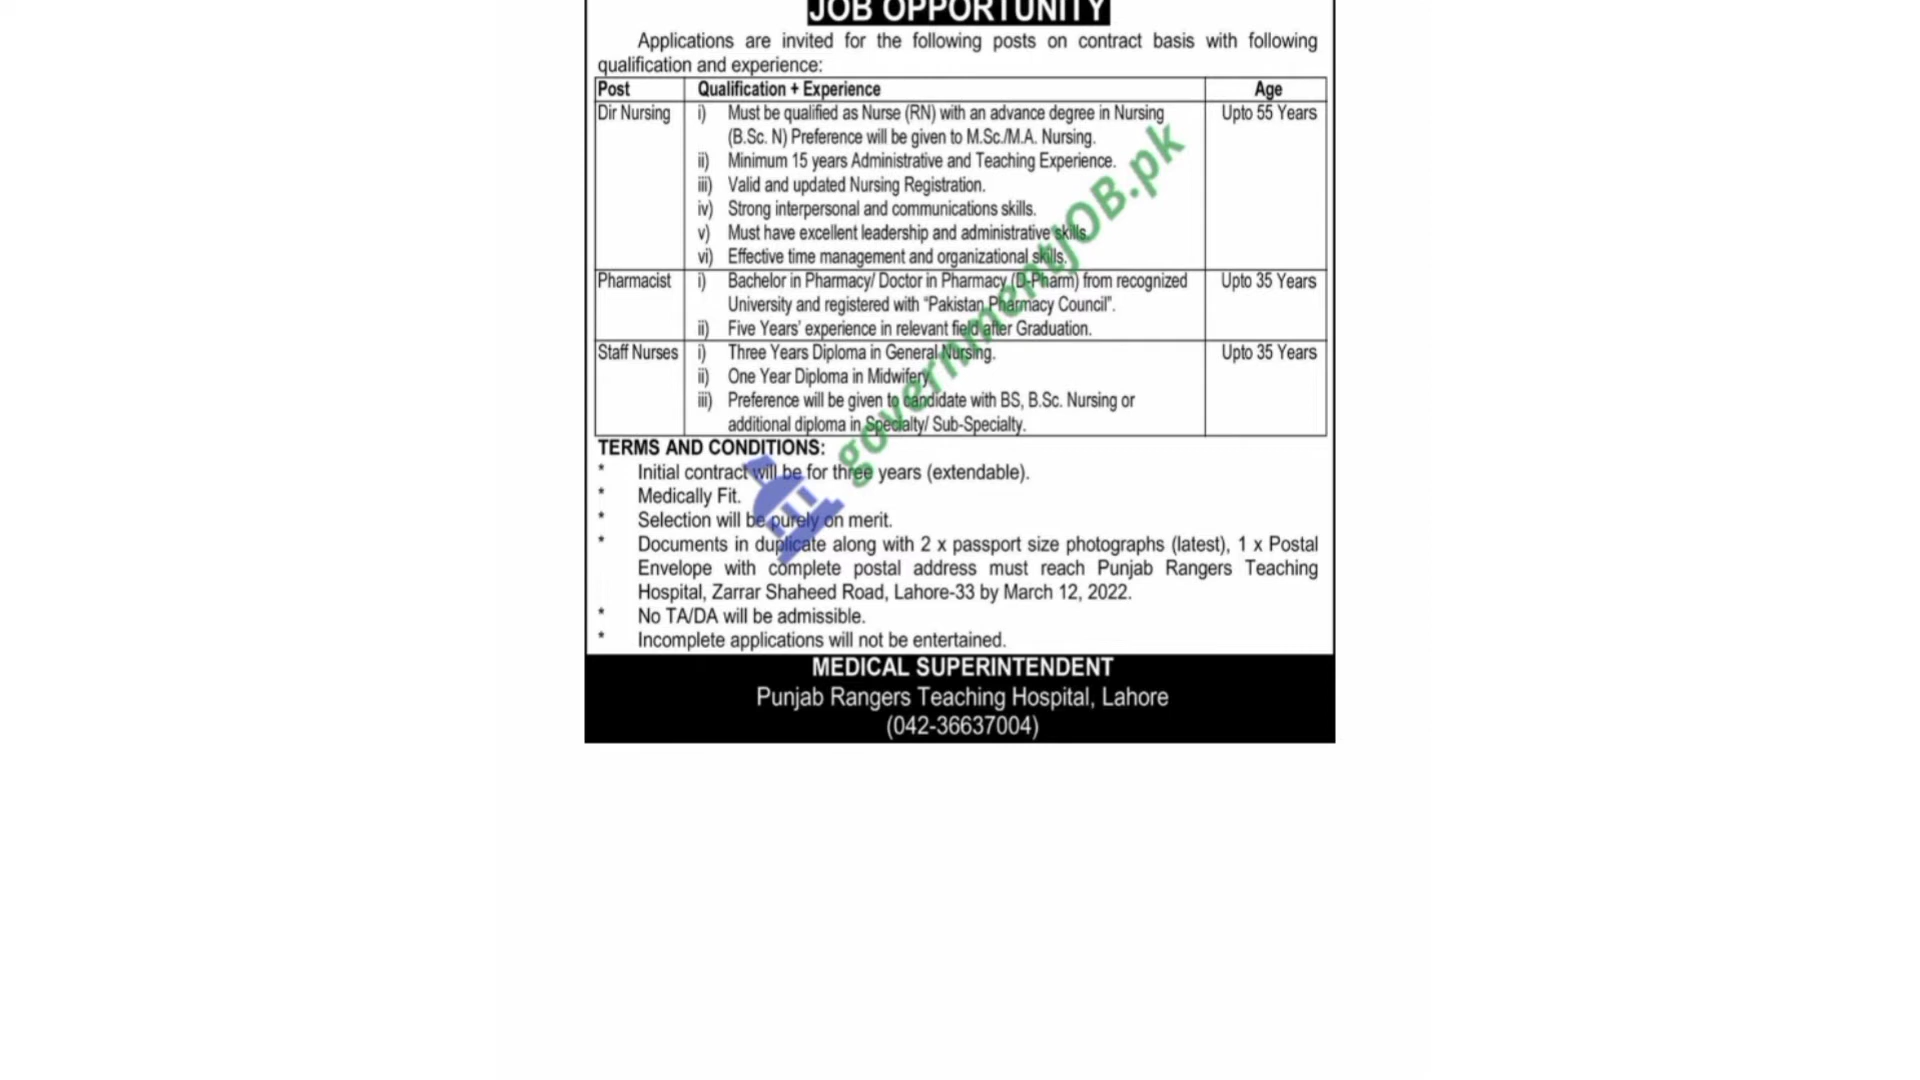 JOB OPPORTUNITY
Applications are invited for the following posts on contract basis with following
qualification and experience:
Post Qualification + Experience Age
Dir Nursing i) Must be qualified as Nurse (RN) with an advance degree in Nursing Upto 55 Years
(B.Sc. N) Preference will be given to M.Sc./M.A. Nursing.
ii) Minimum 15 years Administrative and Teaching Experience.
iii) Valid and updated Nursing Registration.
iv) Strong interpersonal and communications skills.
v) Must have excellent leadership and administrative skills.
vi) Effective time management and organizational skills.
Pharmacist i) Bachelor in Pharmacy/ Doctor in Pharmacy (D-Pharm) from recognized Upto 35 Years
University and registered with “Pakistan Pharmacy Council”.
ii) Five Years’ experience in relevant field after Graduation.
Staff Nurses i) Three Years Diploma in General Nursing. Upto 35 Years
ii) One Year Diploma in Midwifery.
iii) Preference will be given to candidate with BS, B.Sc. Nursing or
additional diploma in Specialty/ Sub-Specialty.
TERMS AND CONDITIONS:
* Initial contract will be for three years (extendable).
* Medically Fit.
* Selection will be purely on merit.
* Documents in duplicate along with 2 x passport size photographs (latest), 1 x Postal
Envelope with complete postal address must reach Punjab Rangers Teaching
Hospital, Zarrar Shaheed Road, Lahore-33 by March 12, 2022.
* No TA/DA will be admissible.
* Incomplete applications will not be entertained.
MEDICAL SUPERINTENDENT
Punjab Rangers Teaching Hospital, Lahore
(042-36637004)
governmentJOB.pk